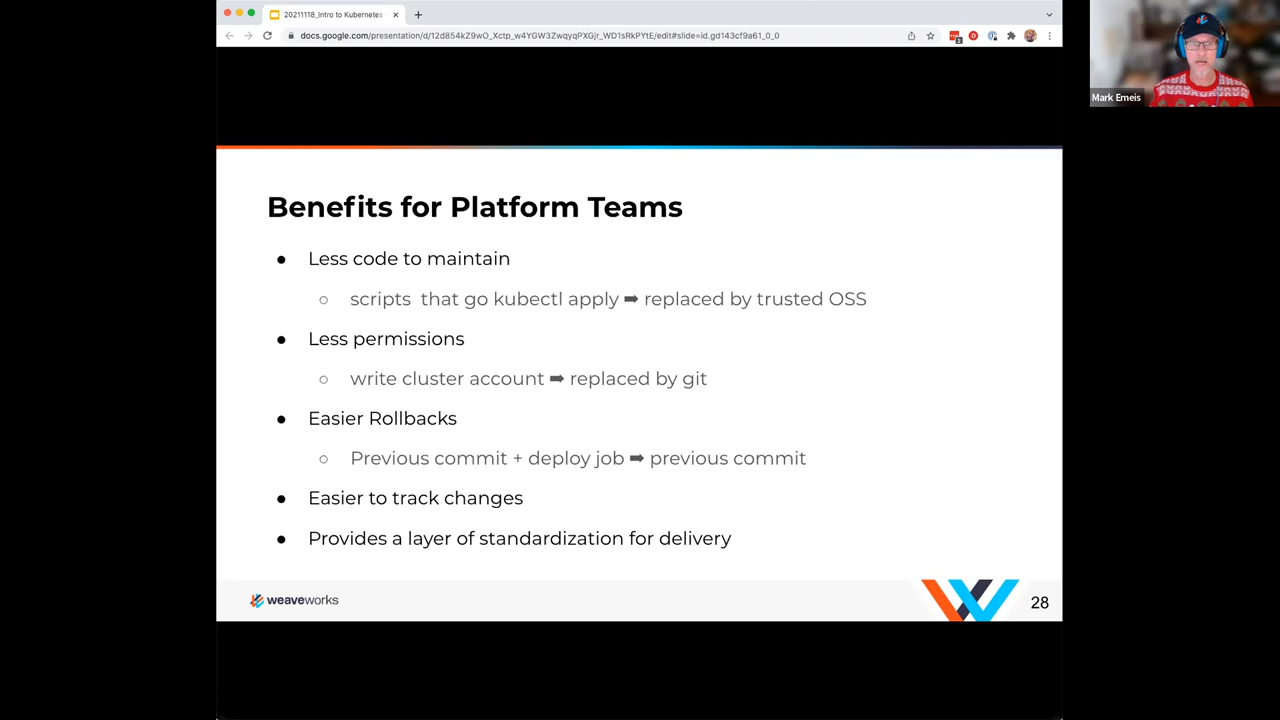 20211118_Intro to Kubernetes
docs.google.com/presentation/d/12d854kZ9wO_Xctp_w4YGW3ZwqyqPXGjr_WD1sRkPYtE/edit#slide=id.gd143cf9a61_0_0
Mark Emeis
Benefits for Platform Teams
● Less code to maintain
○ scripts that go kubectl apply ➡ replaced by trusted OSS
● Less permissions
○ write cluster account ➡ replaced by git
● Easier Rollbacks
○ Previous commit + deploy job ➡ previous commit
● Easier to track changes
● Provides a layer of standardization for delivery
weaveworks
28